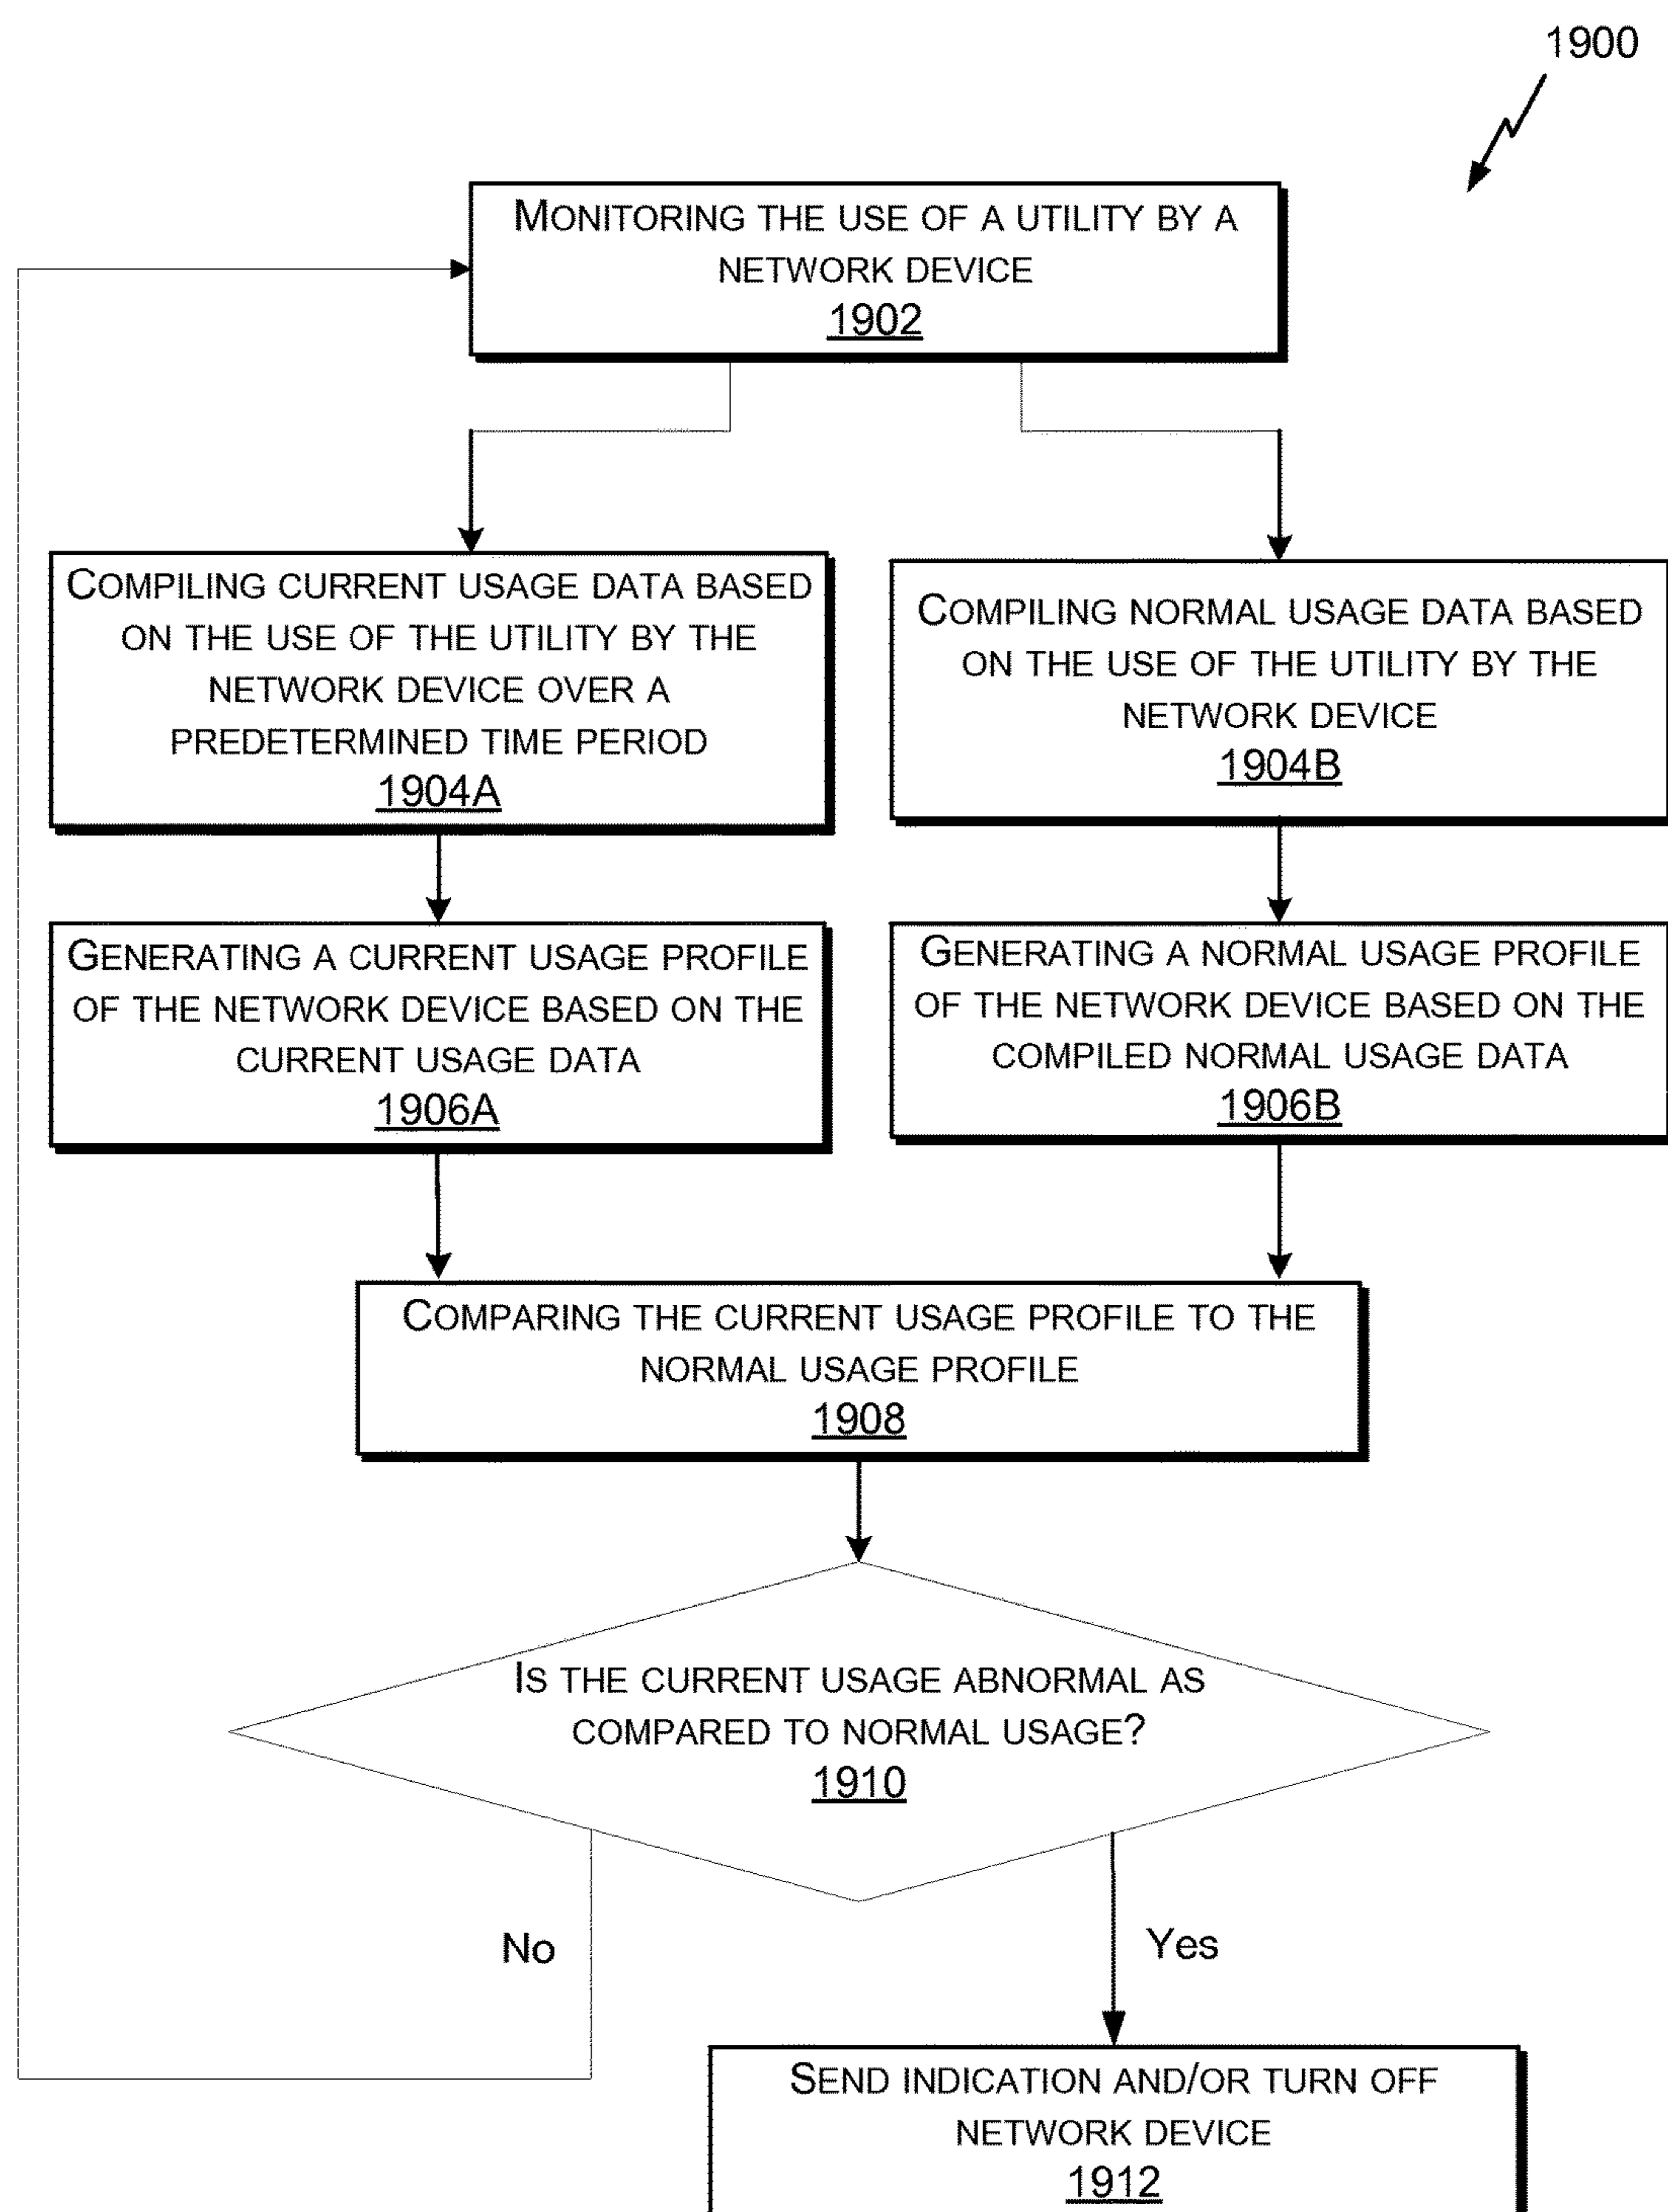 1900
MONITORING THE USE OF A UTILITY BY A
NETWORK DEVICE
1902
COMPILING CURRENT USAGE DATA BASED
ON THE USE OF THE UTILITY BY THE
NETWORK DEVICE OVER A
PREDETERMINED TIME PERIOD
1904A
COMPILING NORMAL USAGE DATA BASED
ON THE USE OF THE UTILITY BY THE
NETWORK DEVICE
1904B
GENERATING A CURRENT USAGE PROFILE
OF THE NETWORK DEVICE BASED ON THE
CURRENT USAGE DATA
1906A
GENERATING A NORMAL USAGE PROFILE
OF THE NETWORK DEVICE BASED ON THE
COMPILED NORMAL USAGE DATA
1906B
COMPARING THE CURRENT USAGE PROFILE TO THE
NORMAL USAGE PROFILE
1908
IS THE CURRENT USAGE ABNORMAL AS
COMPARED TO NORMAL USAGE?
1910
No
Yes
SEND INDICATION AND/OR TURN OFF
NETWORK DEVICE
1912